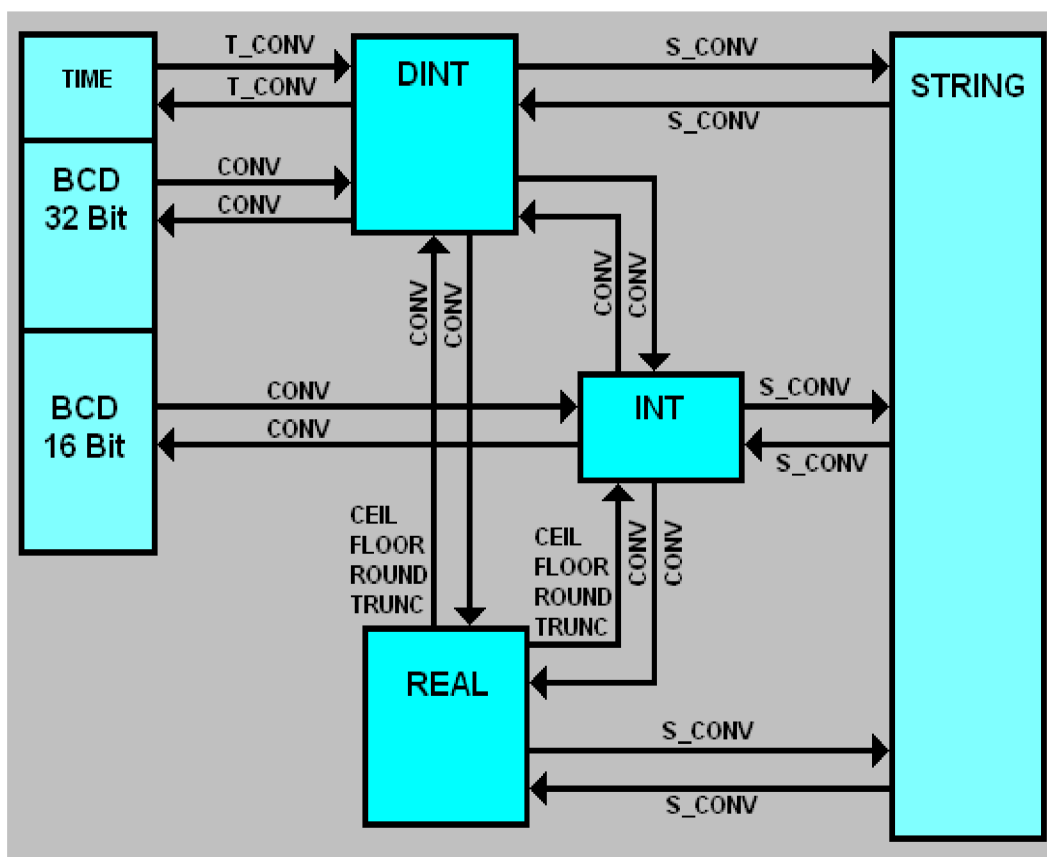 TIME
T_CONV
T_CONV
DINT
S_CONV
S_CONV
STRING
BCD
32 Bit
CONV
CONV
CONV
CONV
CONV
CONV
BCD
16 Bit
CONV
CONV
INT
S_CONV
S_CONV
CEIL
FLOOR
ROUND
TRUNC
CEIL
FLOOR
ROUND
TRUNC
CONV
CONV
REAL
S_CONV
S_CONV